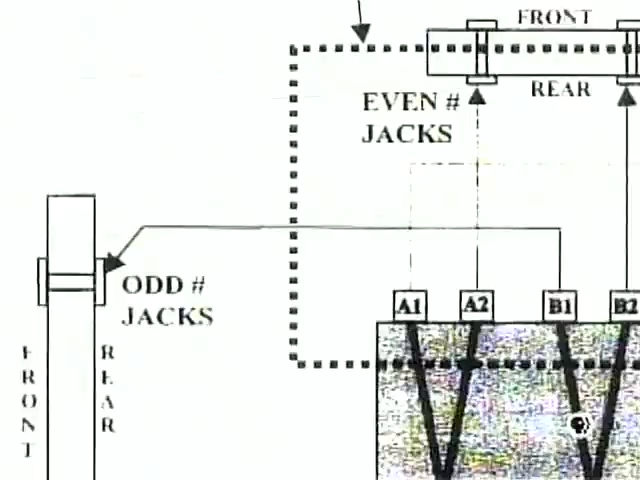 FRONT
REAR
EVEN #
JACKS
ODD #
JACKS
A1
A2
B1
B2
FRONT
REAR